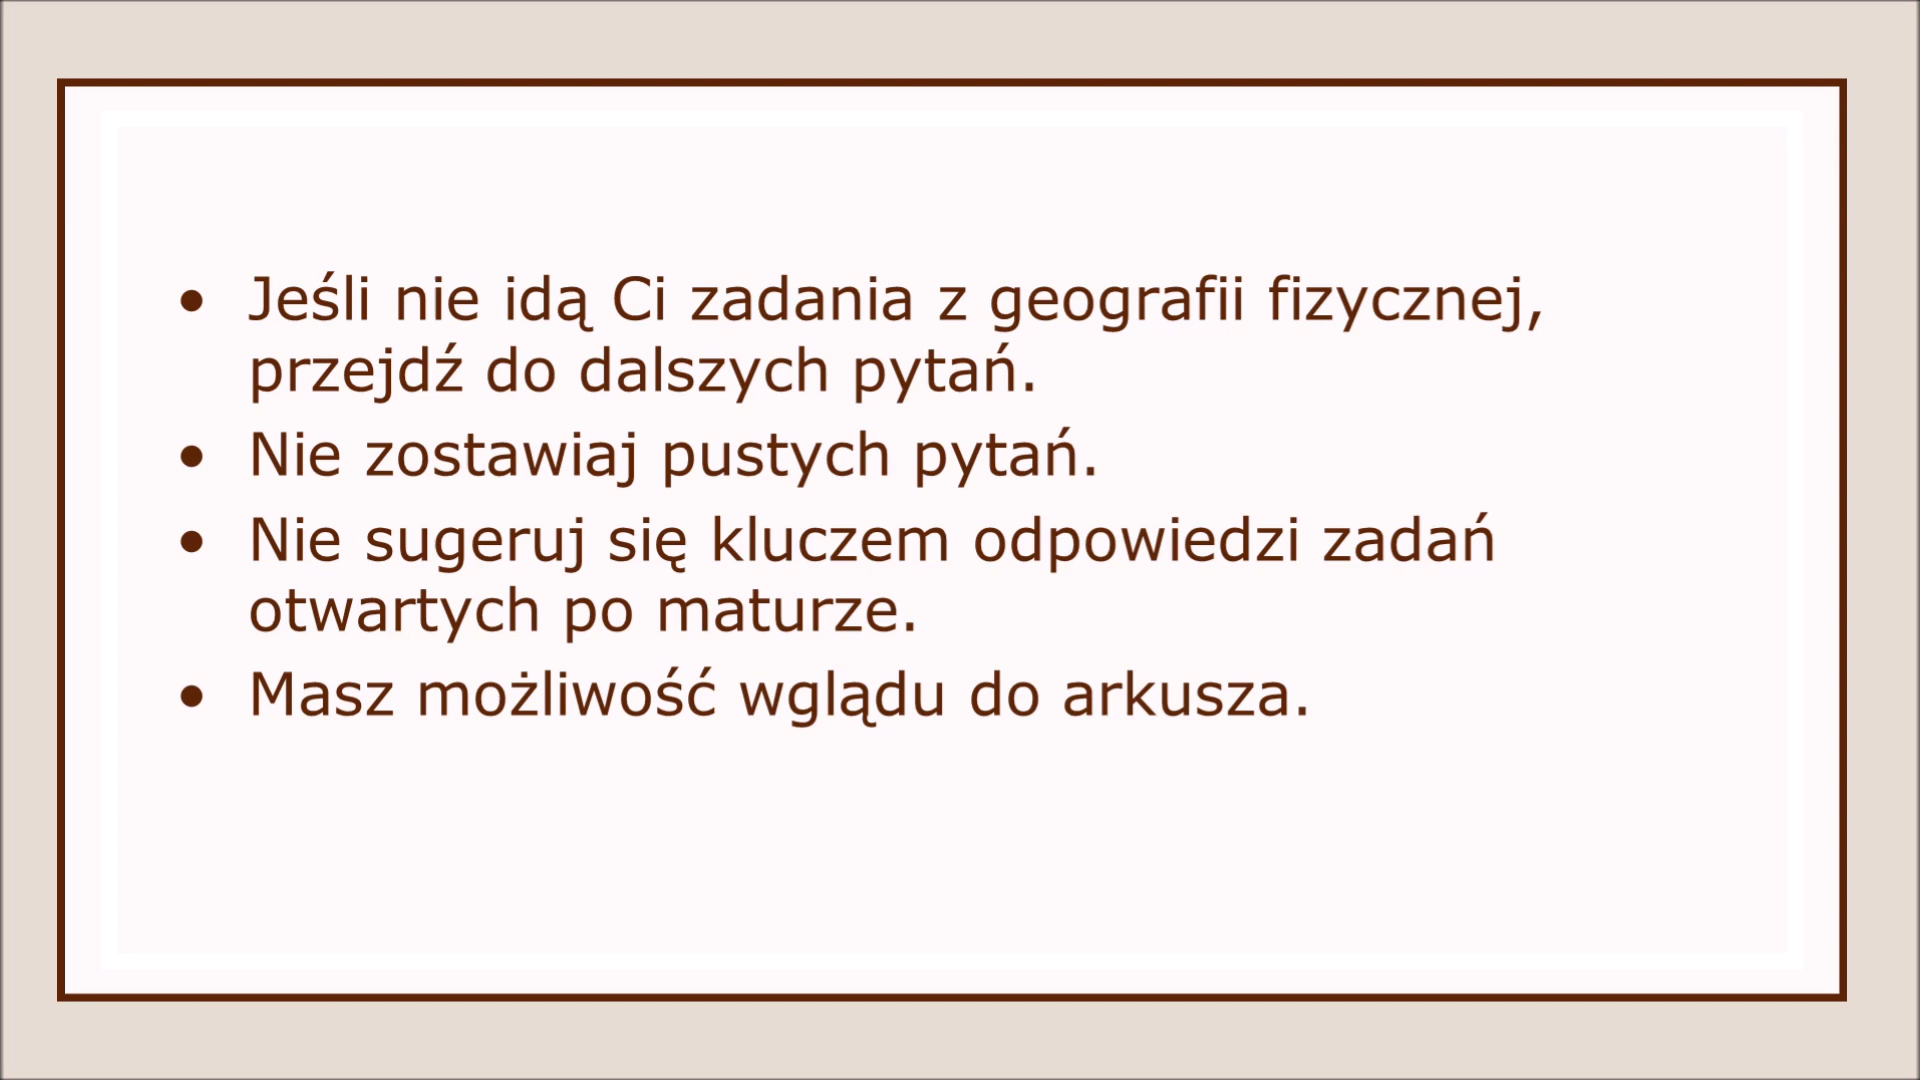 • Jeśli nie idą Ci zadania z geografii fizycznej,
przejdź do dalszych pytań.
• Nie zostawiaj pustych pytań.
• Nie sugeruj się kluczem odpowiedzi zadań
otwartych po maturze.
• Masz możliwość wglądu do arkusza.